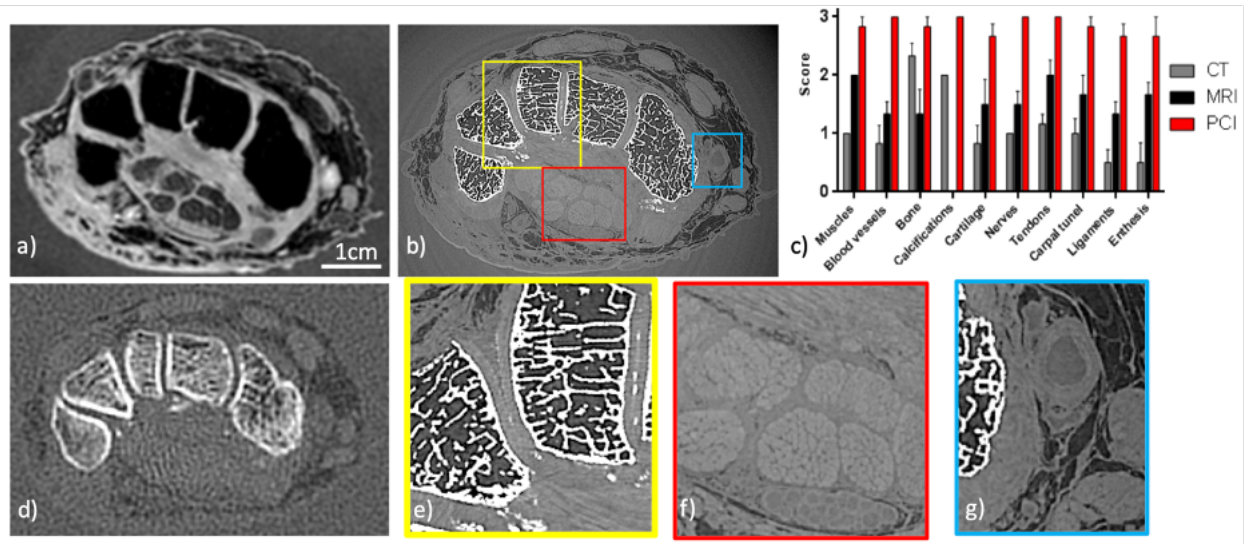 a)
1cm
b)
c)
Score
3
2
1
0
Muscles
Blood vessels
Bone
Calcifications
Cartilage
Nerves
Tendons
Carpal tunel
Ligaments
Enthesis
CT
MRI
PCI
d)
e)
f)
g)